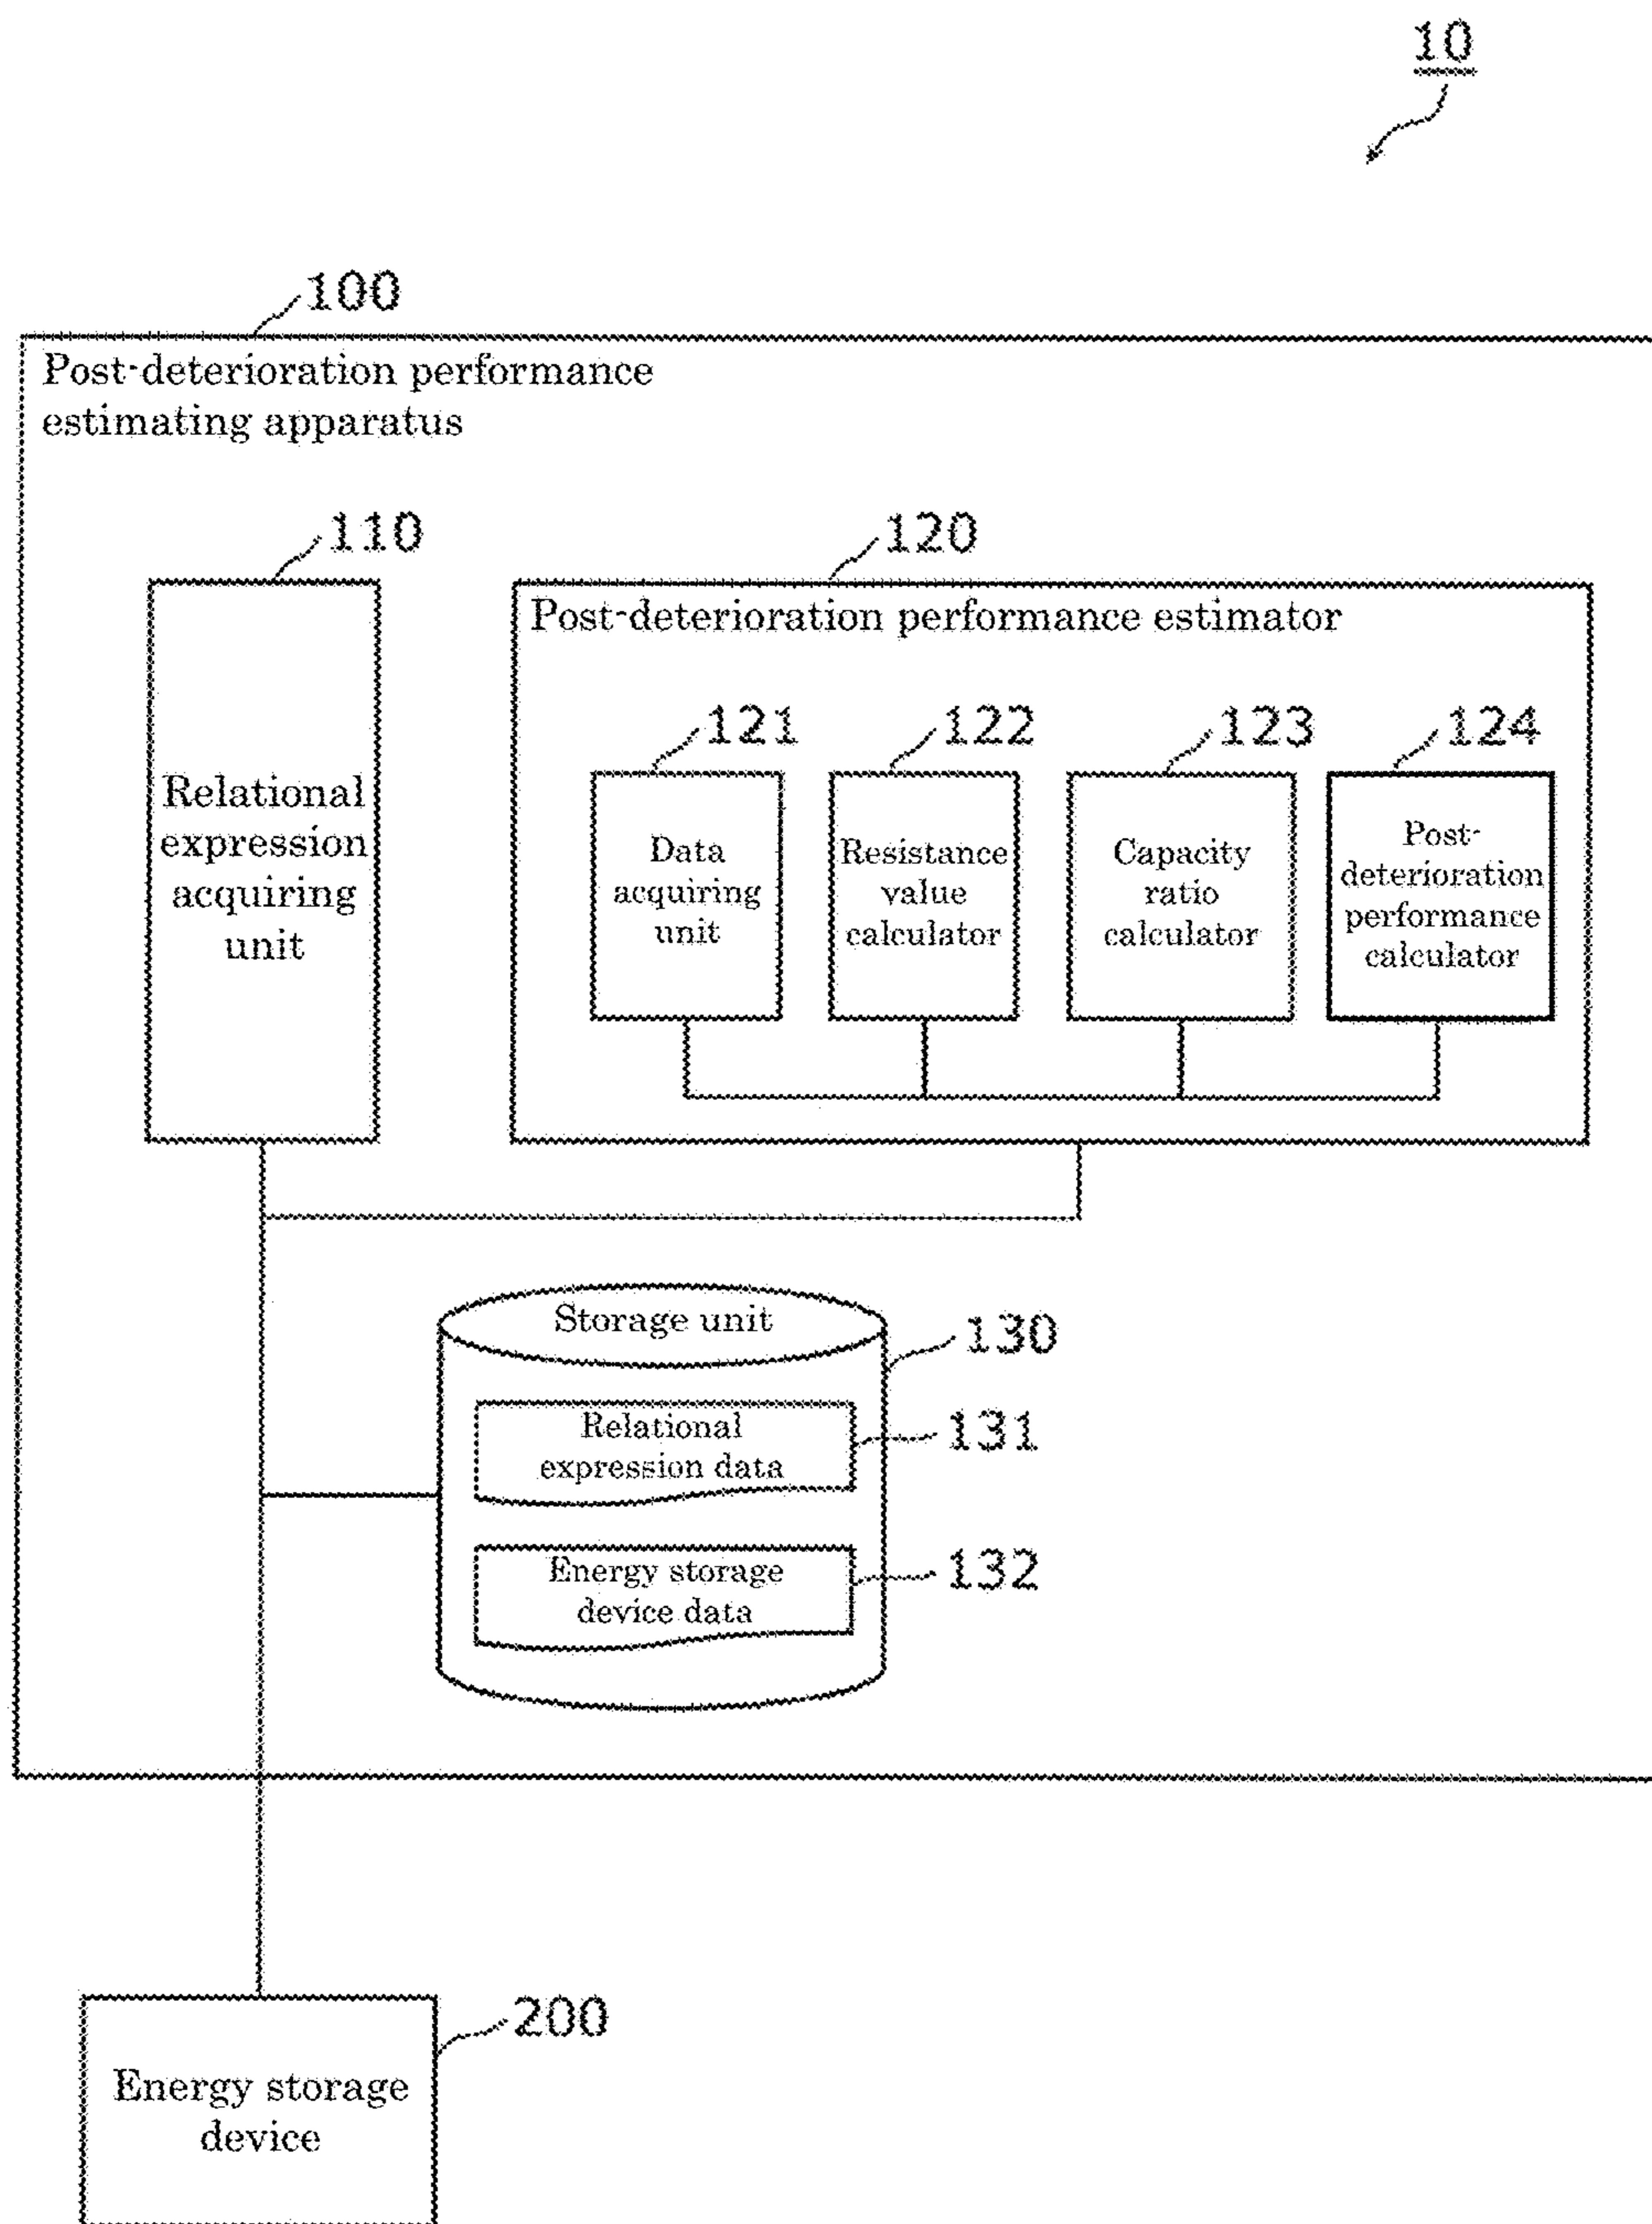 10
100
Post-deterioration performance
estimating apparatus
110
120
Relational
expression
acquiring
unit
Post-deterioration performance estimator
121
122
123
124
Data
acquiring
unit
Resistance
value
calculator
Capacity
ratio
calculator
Post-
deterioration
performance
calculator
Storage unit
130
Relational
expression data
131
Energy storage
device data
132
200
Energy storage
device